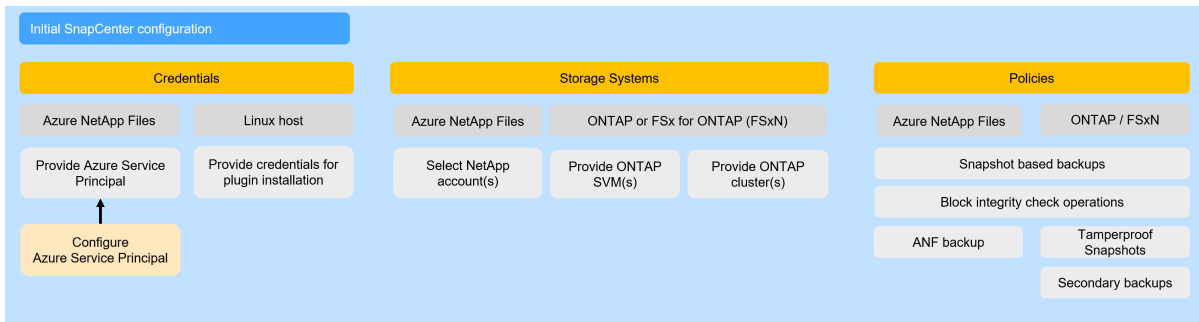 Initial SnapCenter configuration
Credentials
Storage Systems
Policies
Azure NetApp Files
Linux host
Azure NetApp Files
ONTAP or FSx for ONTAP (FSxN)
Azure NetApp Files
ONTAP / FSxN
Provide Azure Service
Principal
Provide credentials for
plugin installation
Select NetApp
account(s)
Provide ONTAP
SVM(s)
Provide ONTAP
cluster(s)
Snapshot based backups
Block integrity check operations
Configure
Azure Service Principal
ANF backup
Tamperproof
Snapshots
Secondary backups